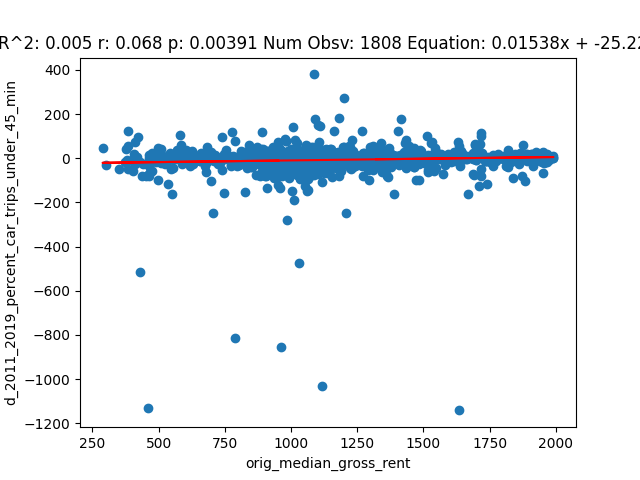 R^2: 0.005 r: 0.068 p: 0.00391 Num Obsv: 1808 Equation: 0.01538x + -25.22
400
200
0
−200
−400
−600
−800
−1000
−1200
d_2011_2019_percent_car_trips_under_45_min
250 500 750 1000 1250 1500 1750 2000
orig_median_gross_rent